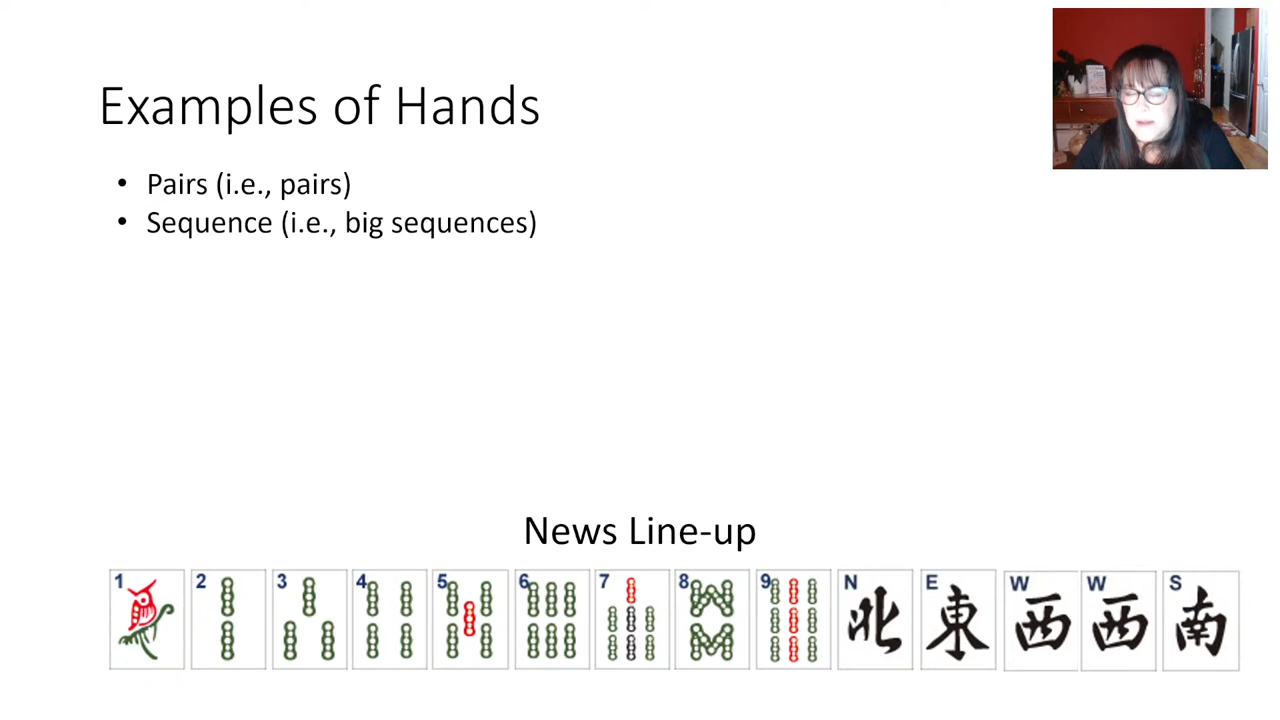 Examples of Hands
• Pairs (i.e., pairs)
• Sequence (i.e., big sequences)
News Line-up
1 2 3 4 5 6 7 8 9 N E W W S
北 東 西 西 南